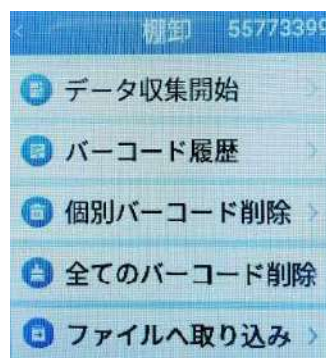 棚卸 55773399
データ収集開始
バーコード履歴
個別バーコード削除
全てのバーコード削除
ファイルへ取り込み